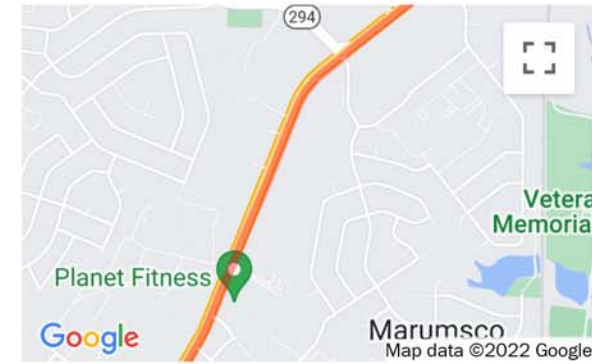 294
Vetera
Memoria
Planet Fitness
Google
Marumsco
Map data ©2022 Google